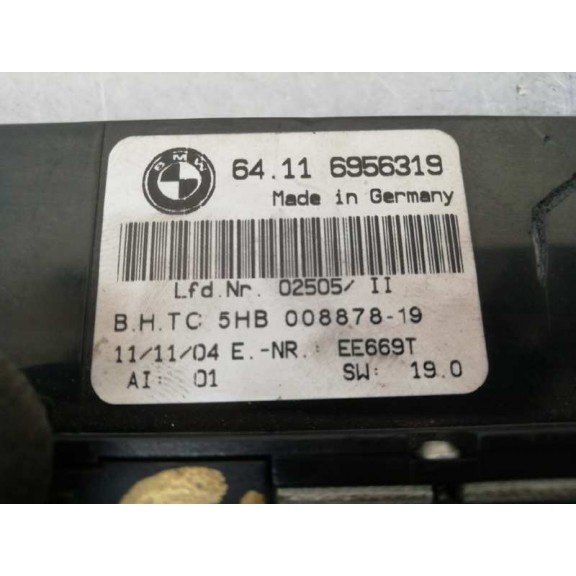 BMW
64.11 6956319
Made in Germany
Lfd.Nr. 02505/ II
B.H.TC 5HB 008878-19
11/11/04 E.-NR.: EE669T
AI: 01 SW: 19.0